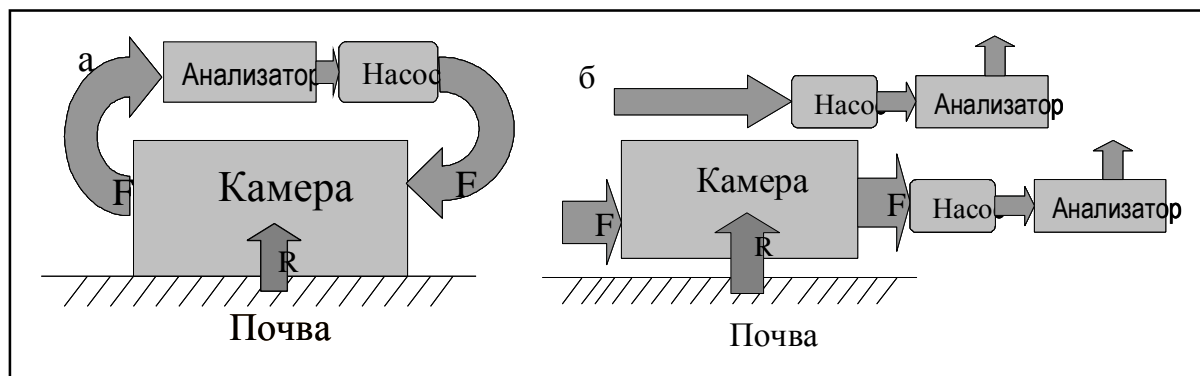 а
Анализатор
Насос
F
F
Камера
R
Почва
б
Насос
Анализатор
Камера
F
F
Насос
Анализатор
R
Почва